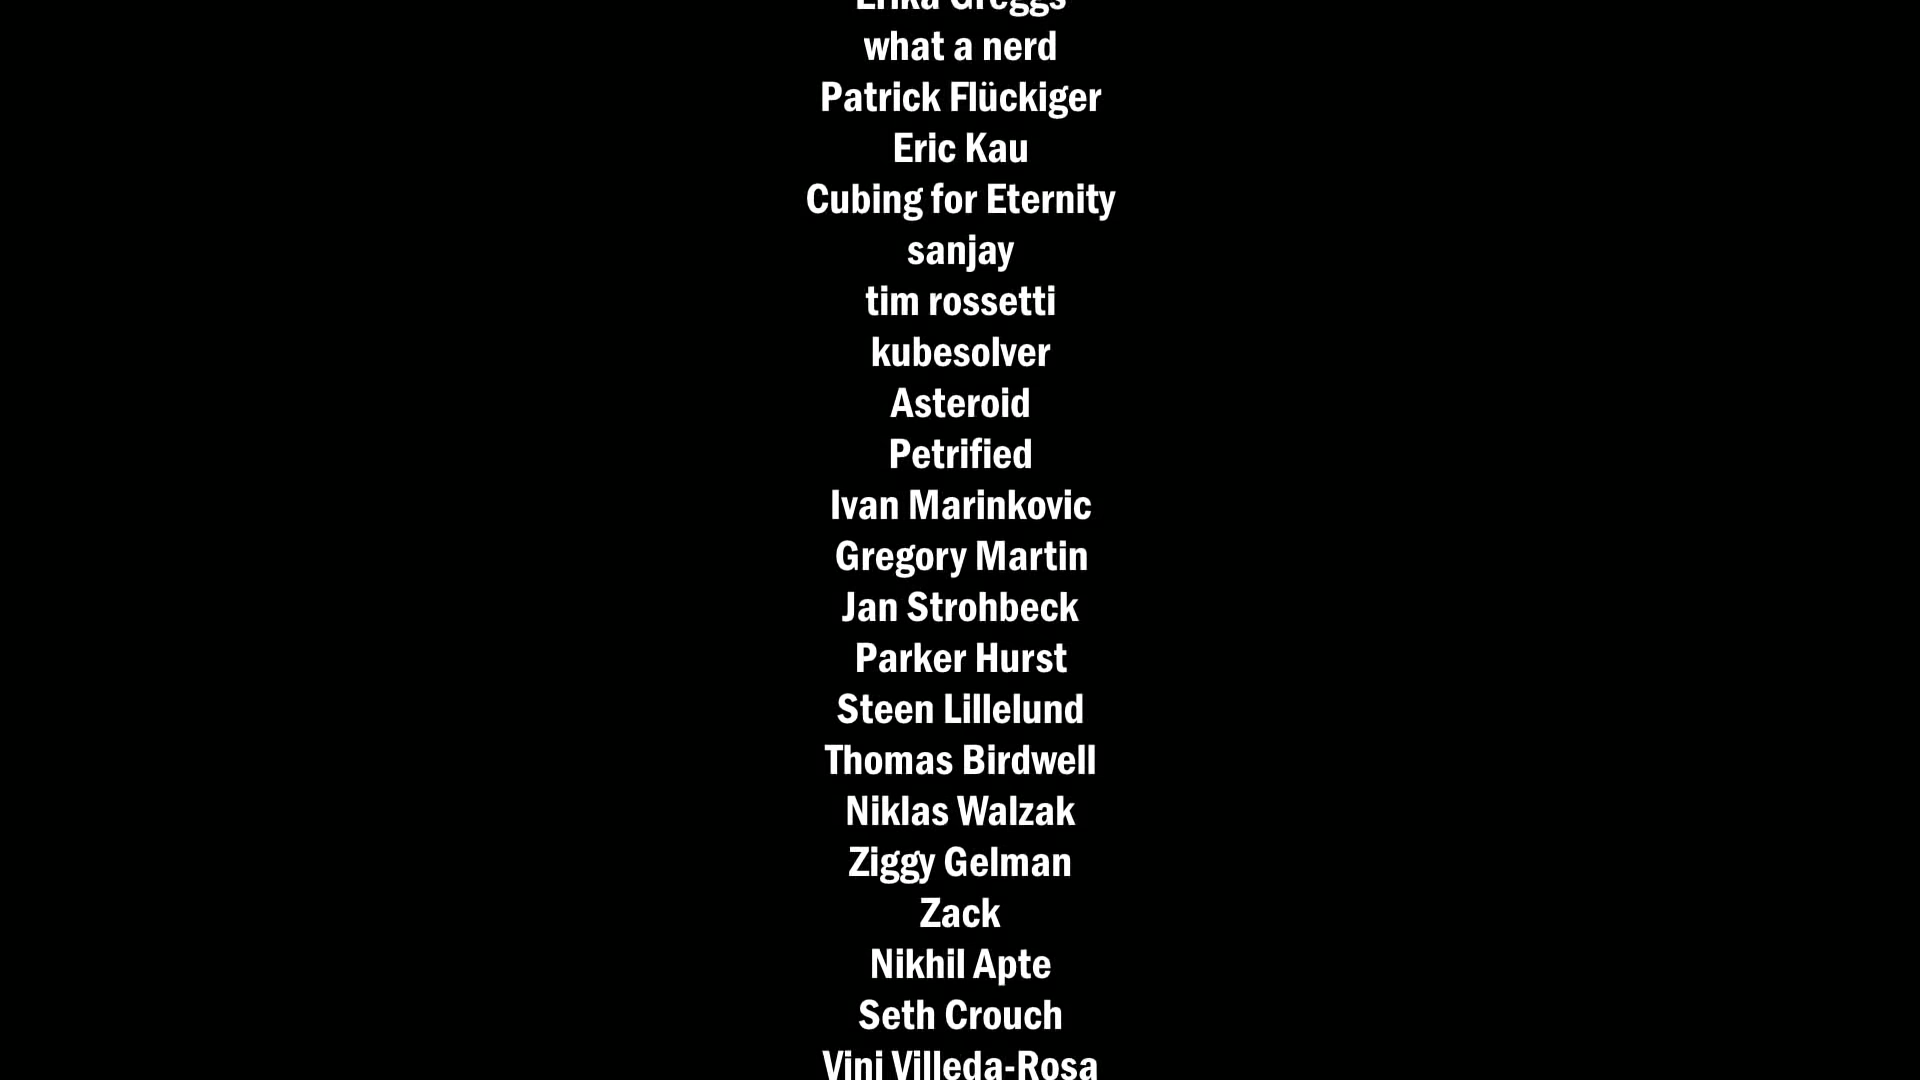 Erika Greggs
what a nerd
Patrick Flückiger
Eric Kau
Cubing for Eternity
sanjay
tim rossetti
kubesolver
Asteroid
Petrified
Ivan Marinkovic
Gregory Martin
Jan Strohbeck
Parker Hurst
Steen Lillelund
Thomas Birdwell
Niklas Walzak
Ziggy Gelman
Zack
Nikhil Apte
Seth Crouch
Vini Villeda-Rosa